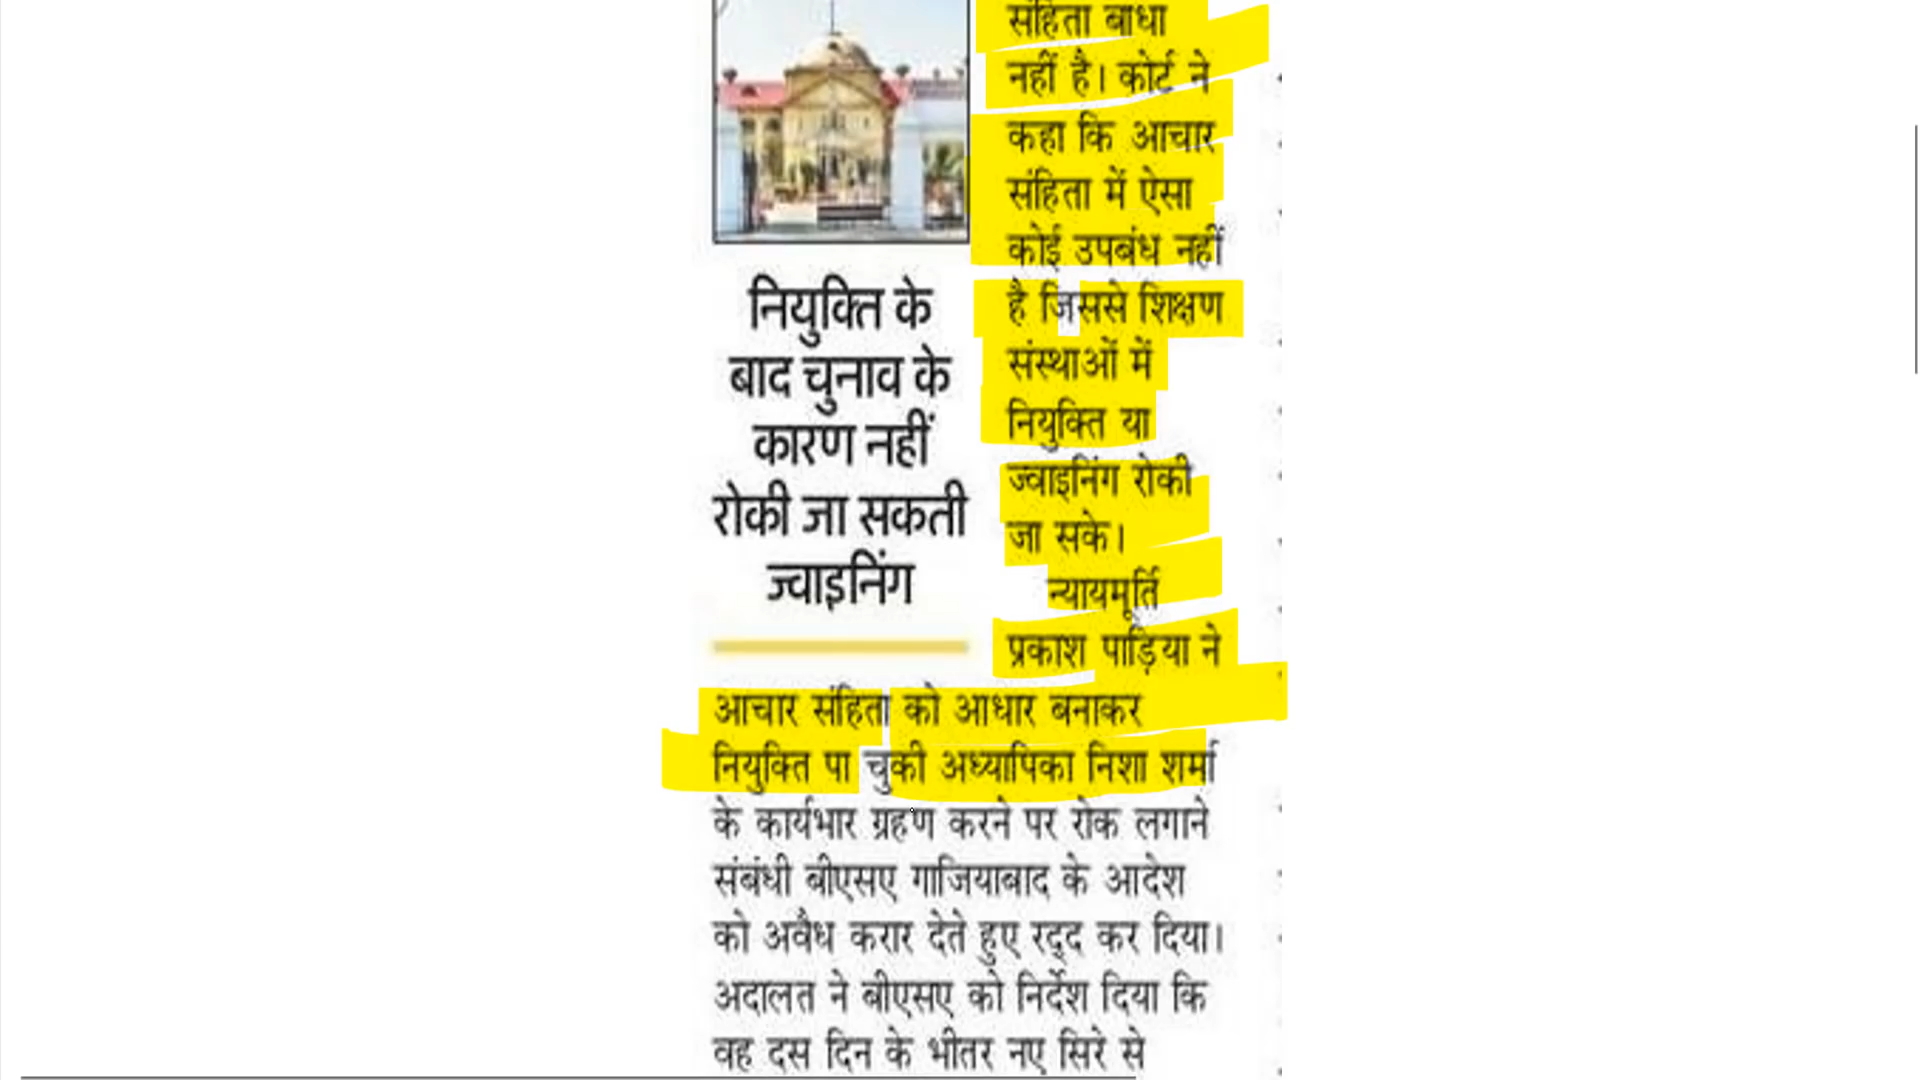 संहिता बाधा
नहीं है। कोर्ट ने
कहा कि आचार
संहिता में ऐसा
कोई उपबंध नहीं
है जिससे शिक्षण
संस्थाओं में
नियुक्ति या
ज्वाइनिंग रोकी
जा सके।
न्यायमूर्ति
प्रकाश पाड़िया ने
नियुक्ति के
बाद चुनाव के
कारण नहीं
रोकी जा सकती
ज्वाइनिंग
आचार संहिता को आधार बनाकर
नियुक्ति पा चुकी अध्यापिका निशा शर्मा
के कार्यभार ग्रहण करने पर रोक लगाने
संबंधी बीएसए गाजियाबाद के आदेश
को अवैध करार देते हुए रद्द कर दिया।
अदालत ने बीएसए को निर्देश दिया कि
वह दस दिन के भीतर नए सिरे से